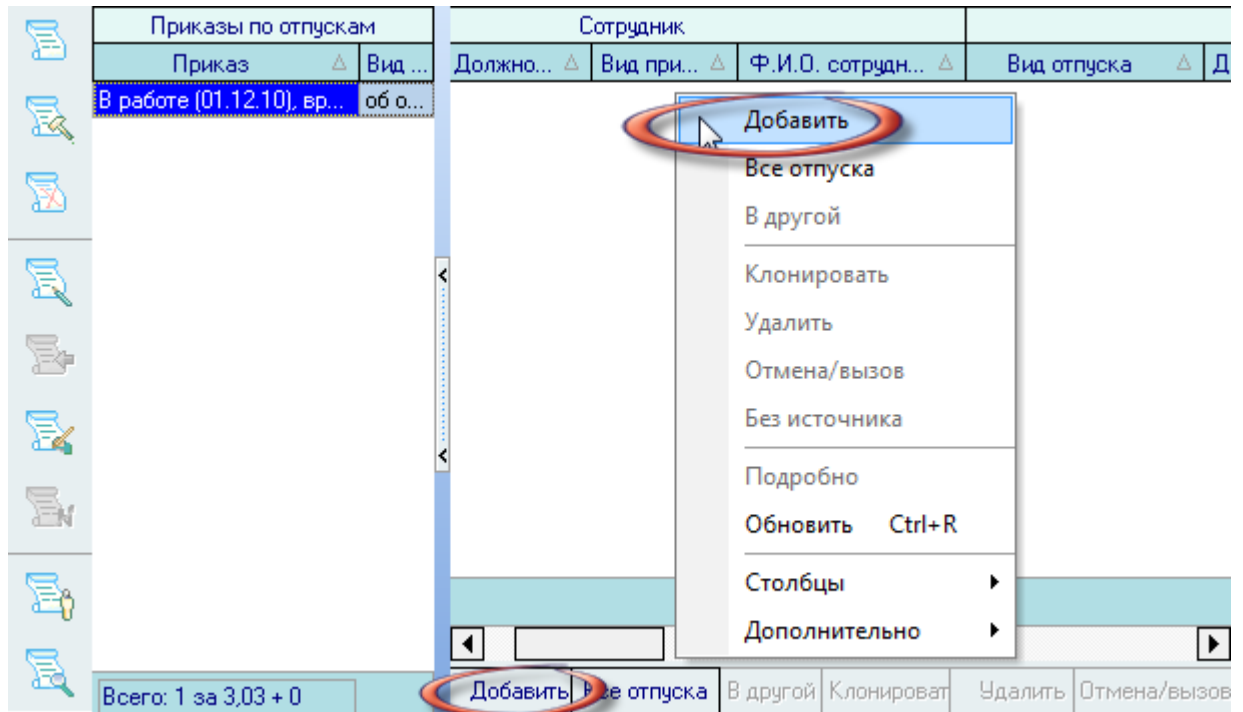 Приказы по отпускам
Сотрудник
Приказ Вид ... Должно... Вид при... Ф.И.О. сотрудн... Вид отпуска Д
В работе (01.12.10), вр... об о...
Добавить
Все отпуска
В другой
Клонировать
Удалить
Отмена/вызов
Без источника
Подробно
Обновить Ctrl+R
Столбцы
Дополнительно
Всего: 1 за 3,03 + 0
Добавить все отпуска В другой Клонироват Удалить Отмена/вызов